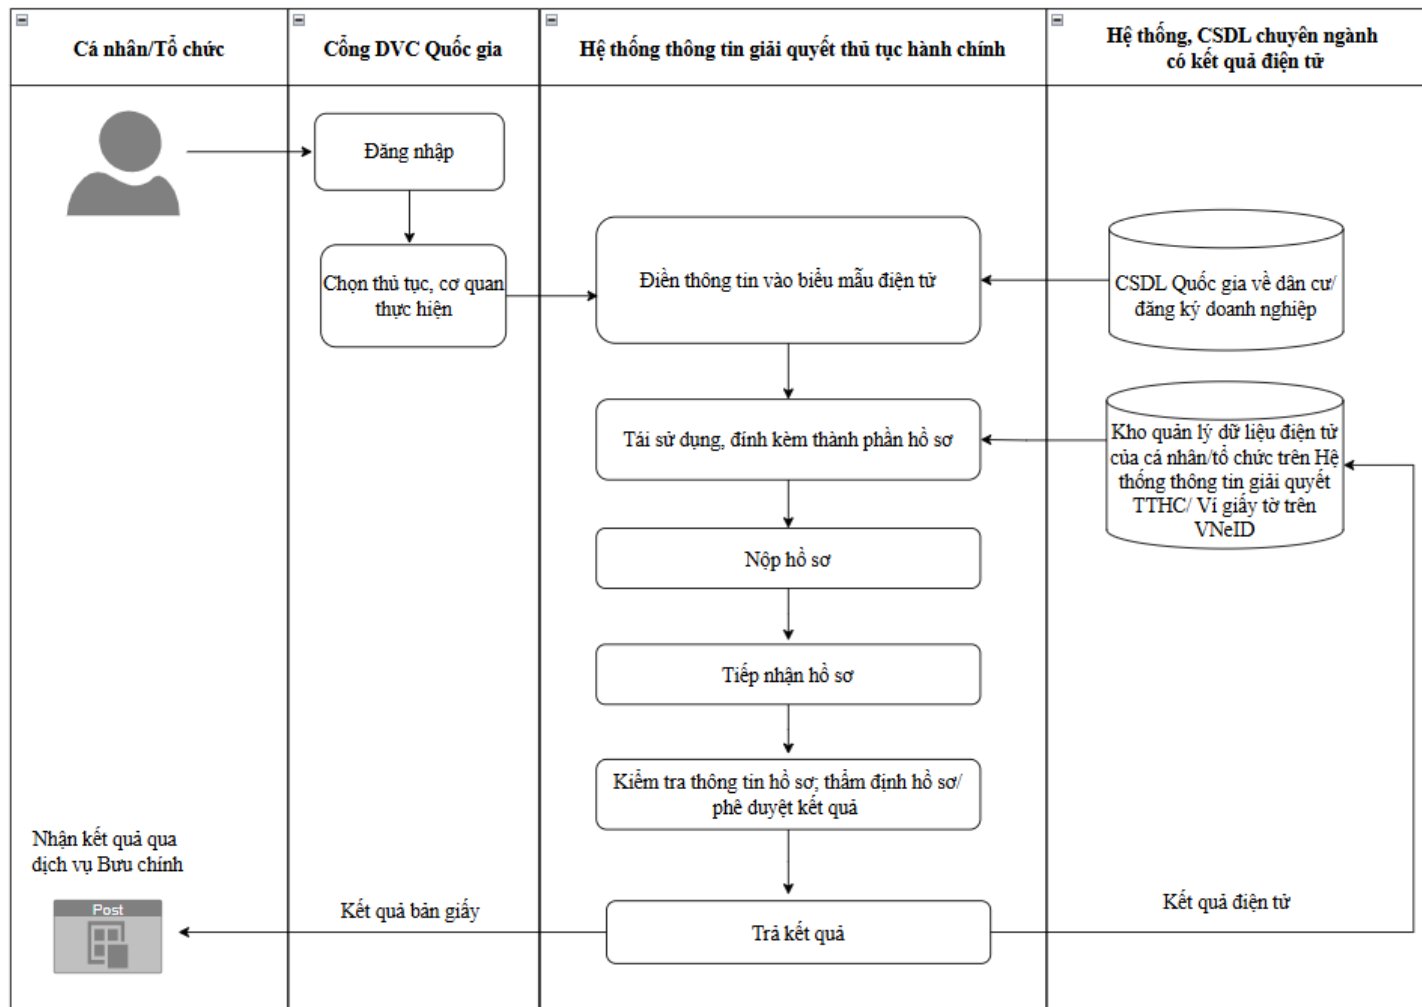 Cá nhân/Tổ chức
Cổng DVC Quốc gia
Hệ thống thông tin giải quyết thủ tục hành chính
Hệ thống, CSDL chuyên ngành
có kết quả điện tử
Đăng nhập
Chọn thủ tục, cơ quan
thực hiện
Điền thông tin vào biểu mẫu điện tử
CSDL Quốc gia về dân cư/
đăng ký doanh nghiệp
Tái sử dụng, đính kèm thành phần hồ sơ
Kho quản lý dữ liệu điện tử
của cá nhân/tổ chức trên Hệ
thống thông tin giải quyết
TTHC/ Ví giấy tờ trên
VNeID
Nộp hồ sơ
Tiếp nhận hồ sơ
Kiểm tra thông tin hồ sơ; thẩm định hồ sơ/
phê duyệt kết quả
Nhận kết quả qua
dịch vụ Bưu chính
Post
Kết quả bản giấy
Trả kết quả
Kết quả điện tử